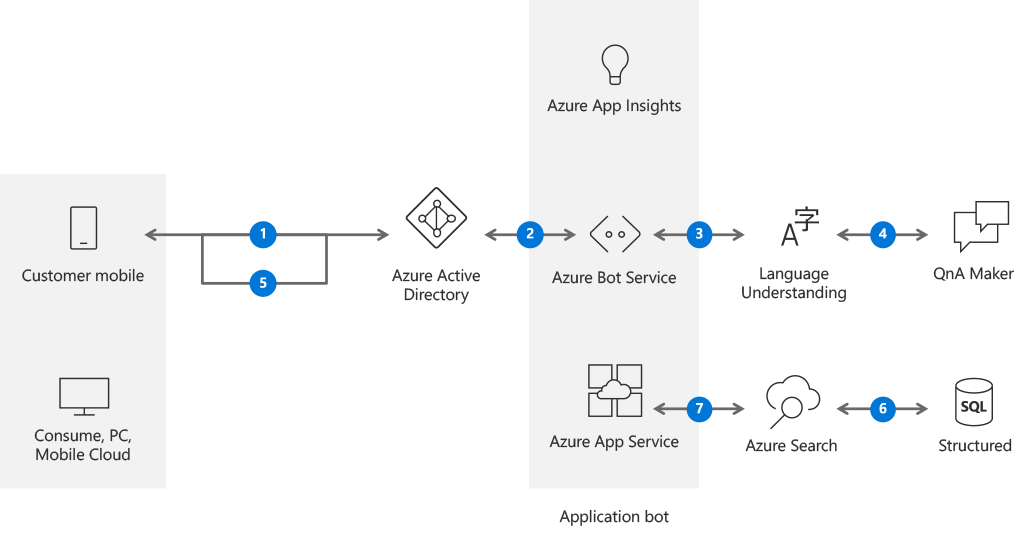 Azure App Insights
1
2
3
4
A字
Customer mobile
5
Azure Active
Directory
Azure Bot Service
Language
Understanding
QnA Maker
7
6
SQL
Consume, PC,
Mobile Cloud
Azure App Service
Azure Search
Structured
Application bot